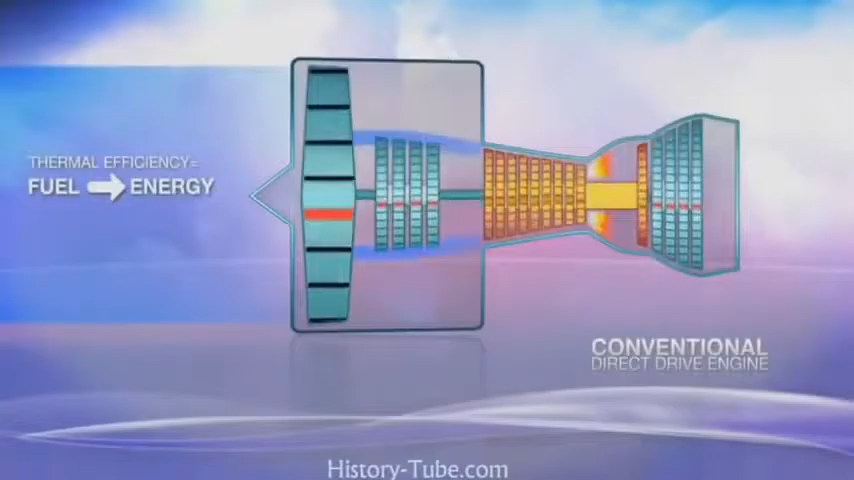 THERMAL EFFICIENCY=
FUEL ENERGY
CONVENTIONAL
DIRECT DRIVE ENGINE
History-Tube.com